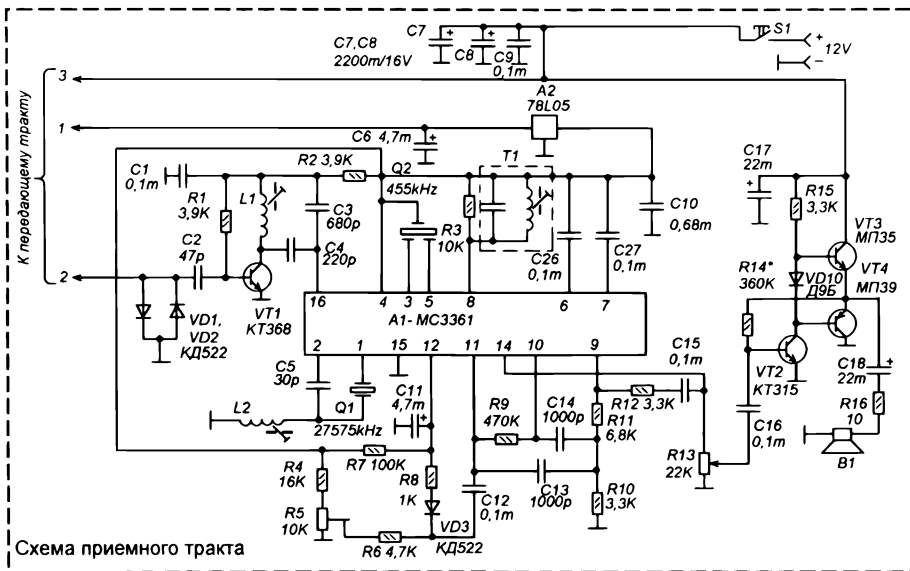 C7
C7,C8
2200m/16V
C8
C9
0,1m
S1
+
12V
-
К передающему тракту
3
1
2
A2
78L05
C6 4,7m
C1
0,1m
R1
3,9K
L1
R2 3,9K
Q2
455kHz
T1
C17
22m
R15
3,3K
VT3
МП35
C3
680p
C2
47p
C4
220p
R3
10K
C26
0,1m
C27
0,1m
C10
0,68m
R14*
360K
VD10
Д9Б
VT4
МП39
VT1
КТ368
VD1,
VD2
КД522
16 4 3 5 8 6 7
A1- MC3361
2 1 15 12 11 14 10 9
C5
30p
C11
4,7m
C15
0,1m
VT2
КТ315
C18
22m
L2
Q1
27575kHz
R9
470K
C14
1000p
R12 3,3K
R11
6,8K
C16
0,1m
R16
10
B1
R4
16K
R7 100K
R8
1K
C12
0,1m
C13
1000p
R10
3,3K
R13
22K
R5
10K
R6 4,7K
VD3
КД522
Схема приемного тракта